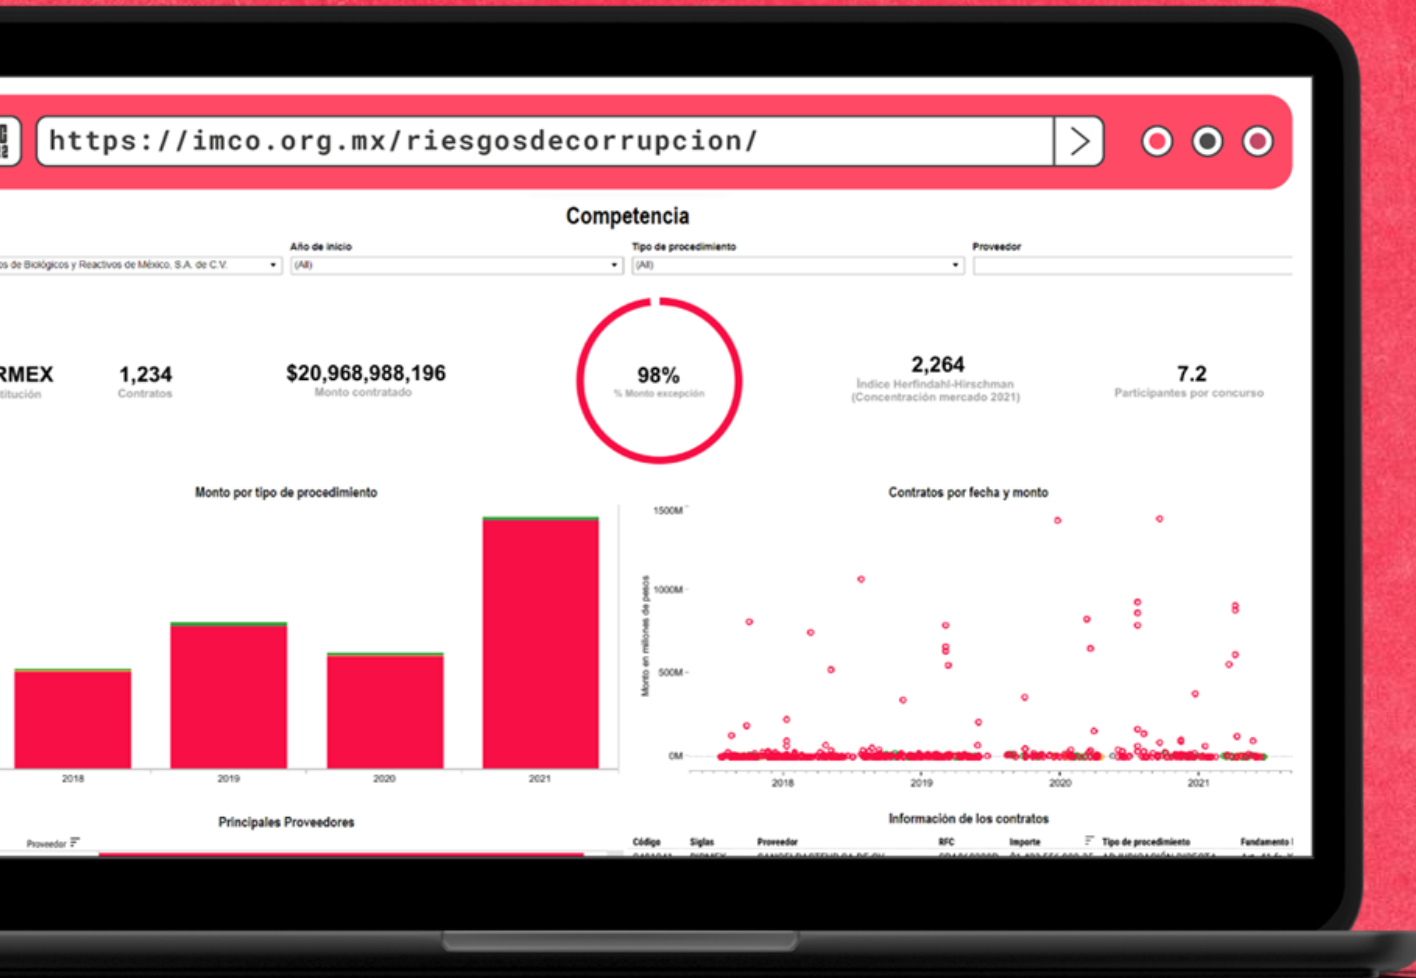 https://imco.org.mx/riesgosdecorrupcion/
Competencia
Año de inicio
Tipo de procedimiento
Proveedor
os de Biológicos y Reactivos de México, S.A. de C.V.
(All)
(All)
RMEX
titución
1,234
Contratos
$20,968,988,196
Monto contratado
98%
% Monto excepción
2,264
Índice Herfindahl-Hirschman
(Concentración mercado 2021)
7.2
Participantes por concurso
Monto por tipo de procedimiento
2018
2019
2020
2021
Contratos por fecha y monto
Monto en millones de pesos
1500M
1000M
500M
0M
2018
2019
2020
2021
Principales Proveedores
Proveedor
Información de los contratos
Código Siglas Proveedor RFC Importe Tipo de procedimiento Fundamento